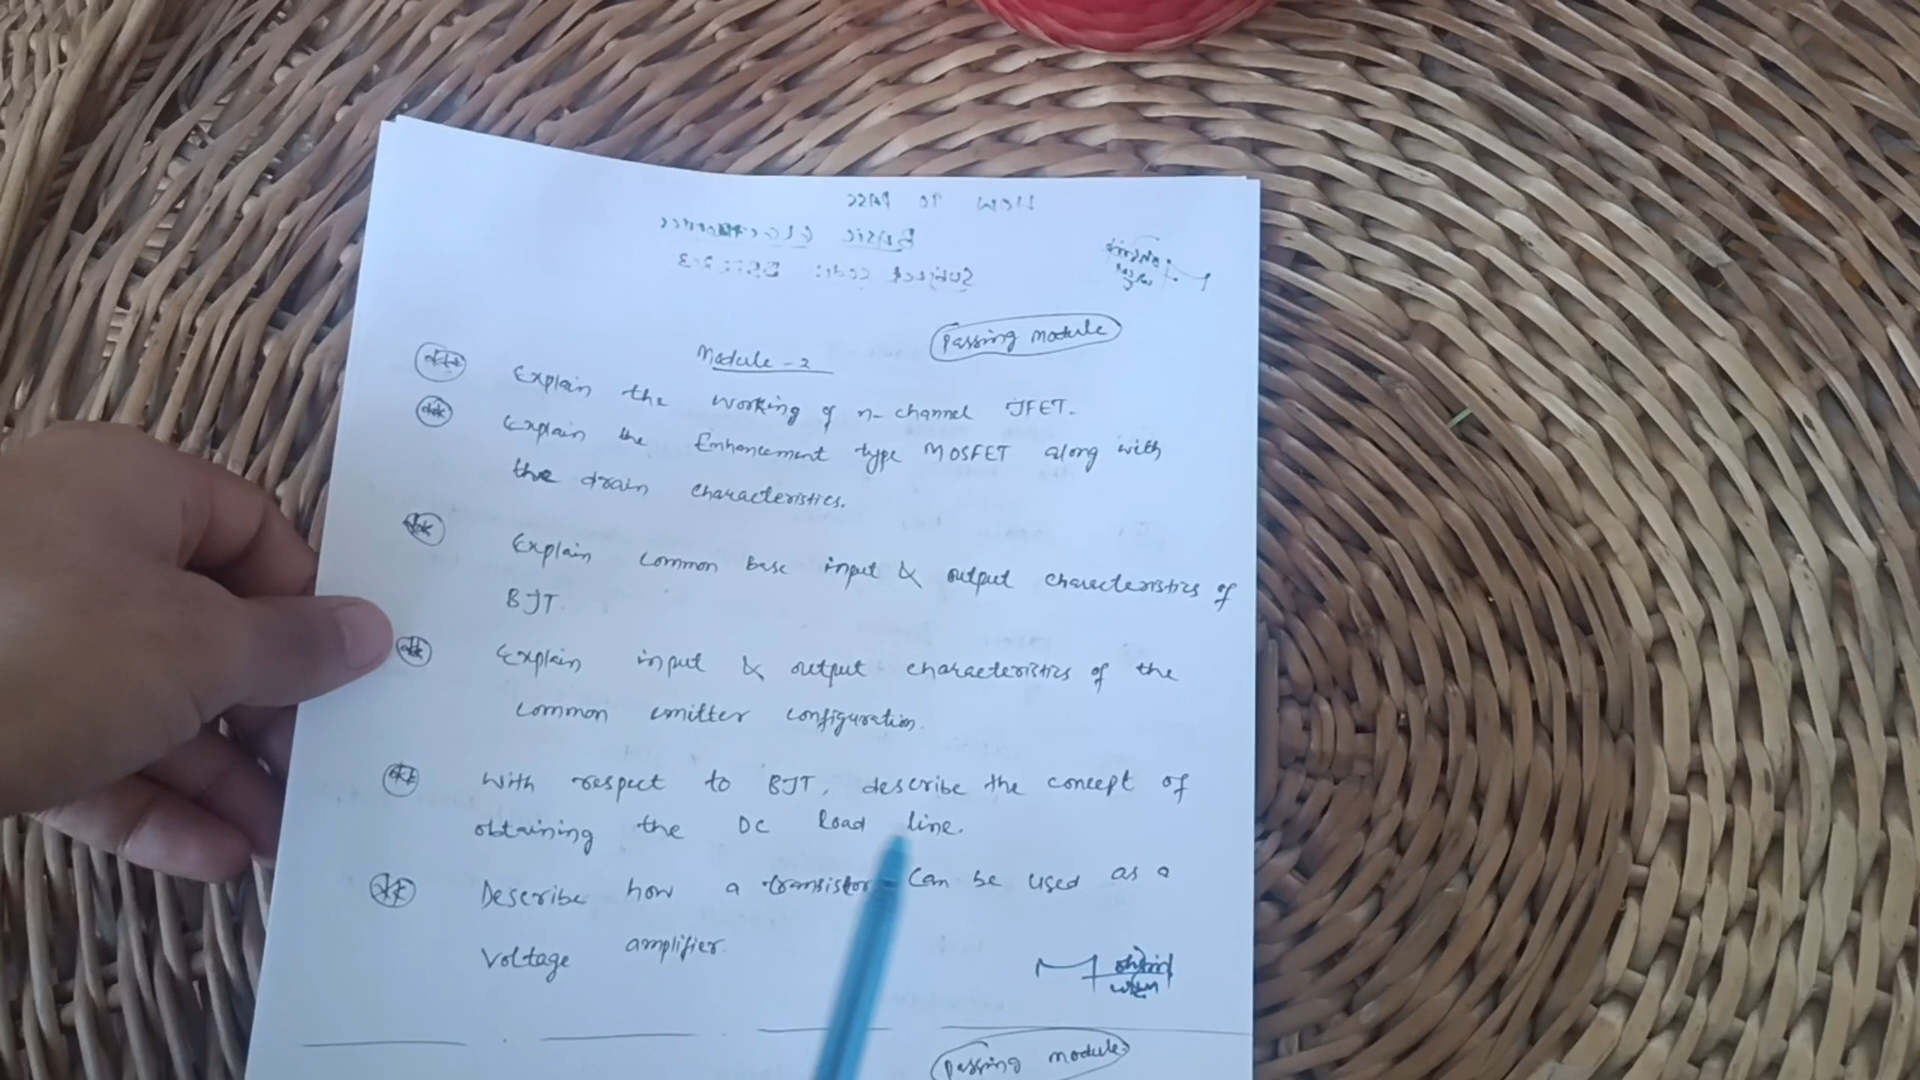 Passing module
Module - 2
*** Explain the working of n- channel JFET.
*** Explain the Enhancement type MOSFET along with
the drain characteristics.
** Explain common base input & output characteristics of
BJT.
** Explain input & output characteristics of the
common emitter configuration.
** With respect to BJT, describe the concept of
obtaining the DC load line.
** Describe how a transistor can be used as a
Voltage amplifier.
Passing module